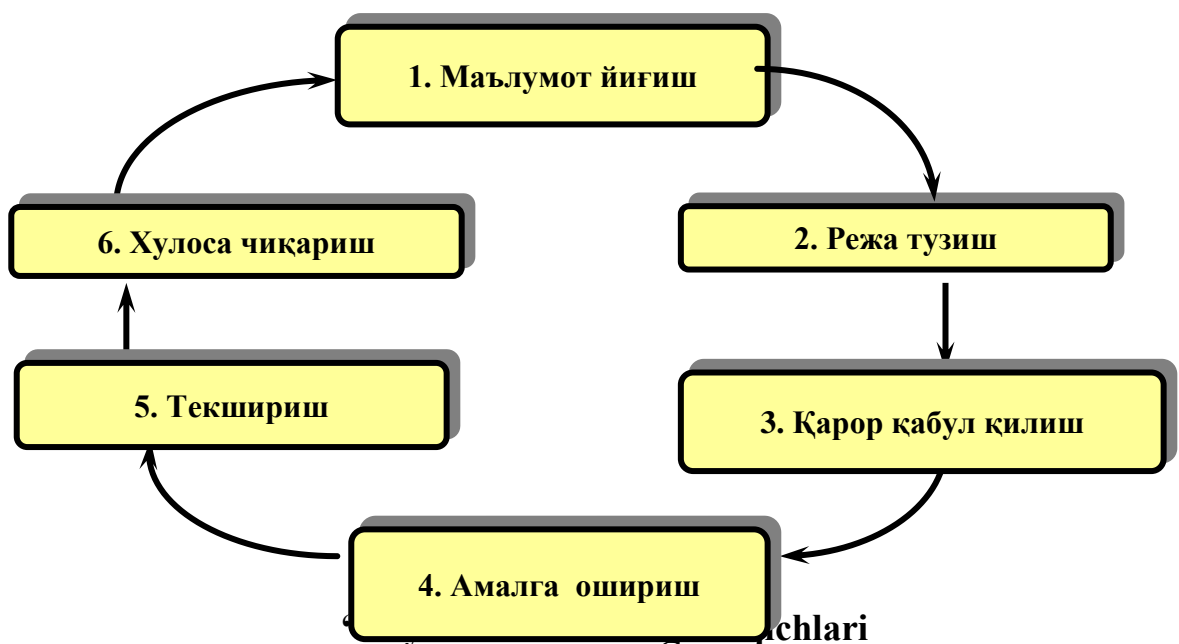 1. Маълумот йиғиш
6. Хулоса чиқариш
2. Режа тузиш
5. Текшириш
3. Қарор қабул қилиш
4. Амалга ошириш